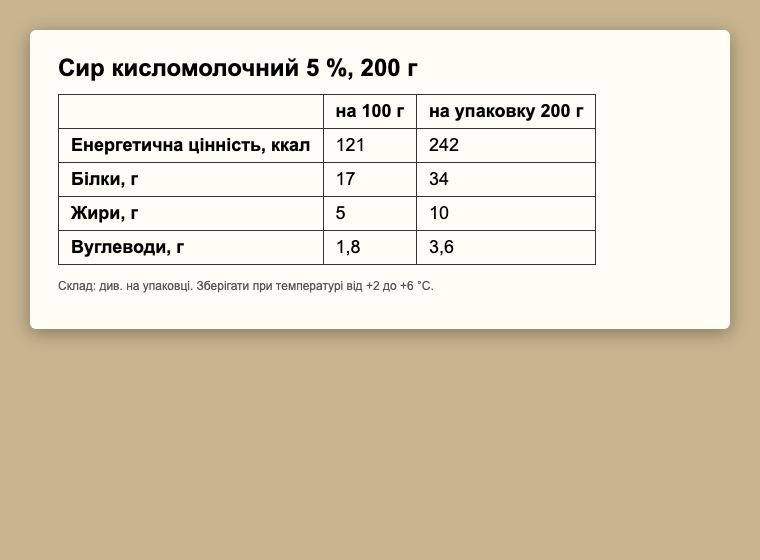 Сир кисломолочний 5 %, 200 г
на 100 г на упаковку 200 г
Енергетична цінність, ккал 121 242
Білки, г 17 34
Жири, г 5 10
Вуглеводи, г 1,8 3,6
Склад: див. на упаковці. Зберігати при температурі від +2 до +6 °C.